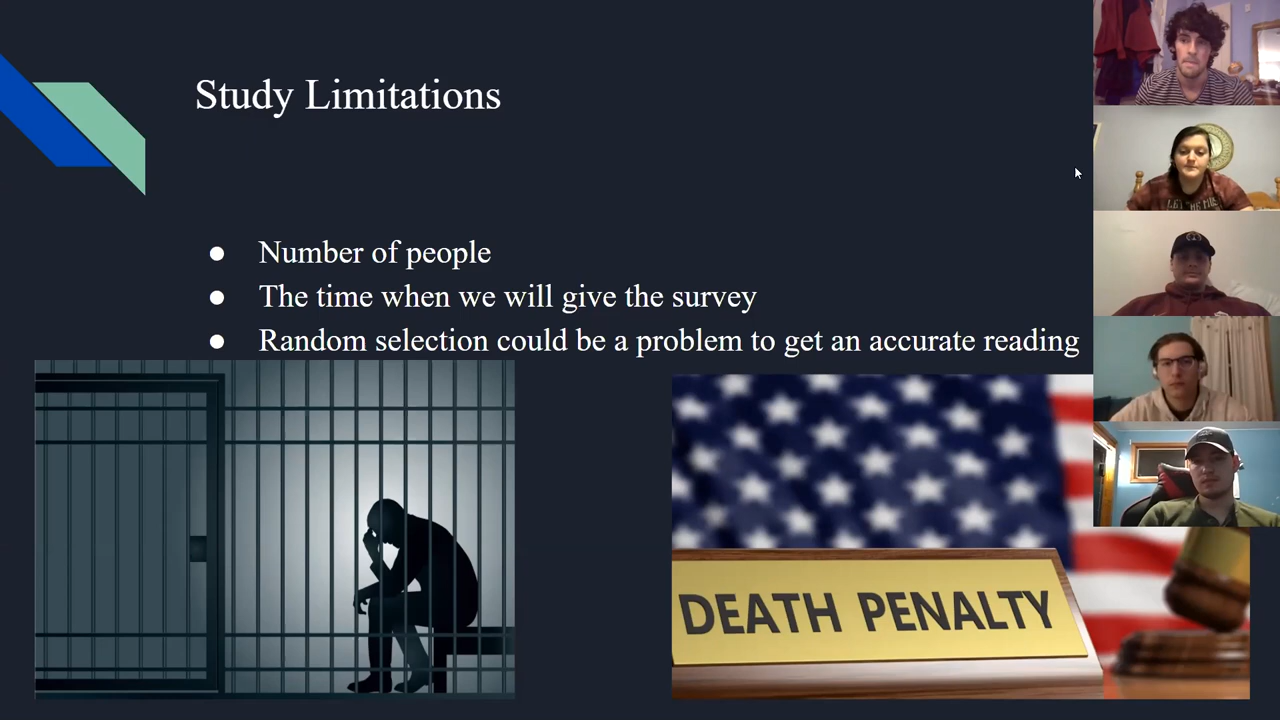 Study Limitations
● Number of people
● The time when we will give the survey
● Random selection could be a problem to get an accurate reading
DEATH PENALTY